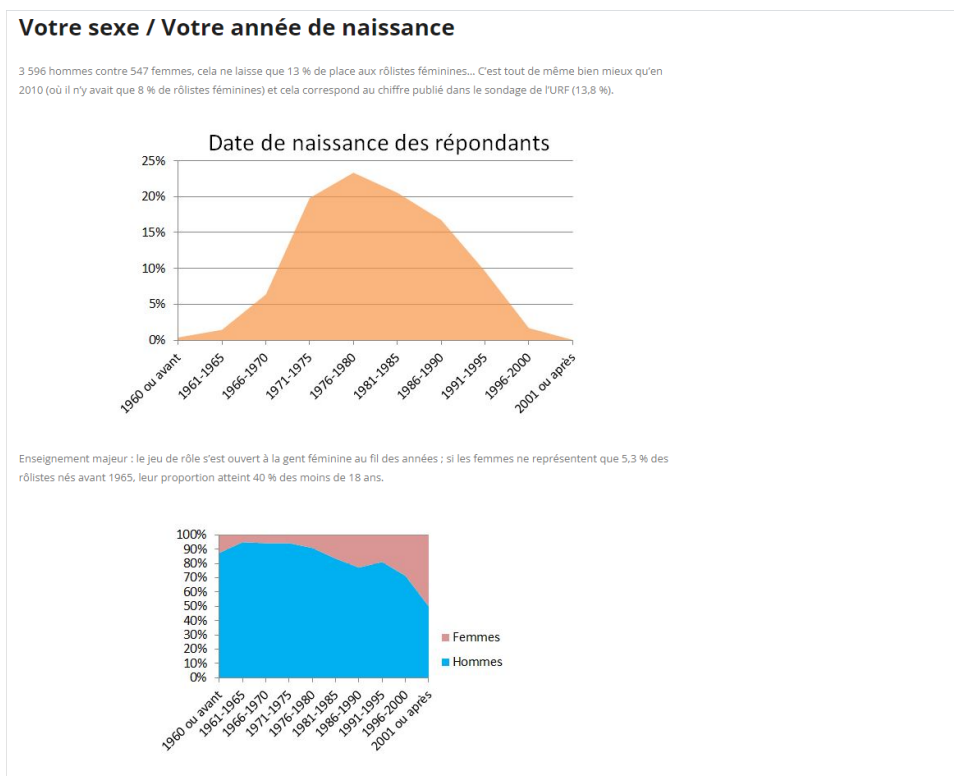 Votre sexe / Votre année de naissance
3 596 hommes contre 547 femmes, cela ne laisse que 13 % de place aux rôlistes féminines... C'est tout de même bien mieux qu'en
2010 (où il n'y avait que 8 % de rôlistes féminines) et cela correspond au chiffre publié dans le sondage de l'URF (13,8 %).
Date de naissance des répondants
25%
20%
15%
10%
5%
0%
1960 ou avant
1961-1965
1966-1970
1971-1975
1976-1980
1981-1985
1986-1990
1991-1995
1996-2000
2001 ou après
Enseignement majeur : le jeu de rôle s'est ouvert à la gent féminine au fil des années ; si les femmes ne représentent que 5,3 % des
rôlistes nés avant 1965, leur proportion atteint 40 % des moins de 18 ans.
100%
90%
80%
70%
60%
50%
40%
30%
20%
10%
0%
Femmes
Hommes
1960 ou avant
1961-1965
1966-1970
1971-1975
1976-1980
1981-1985
1986-1990
1991-1995
1996-2000
2001 ou après